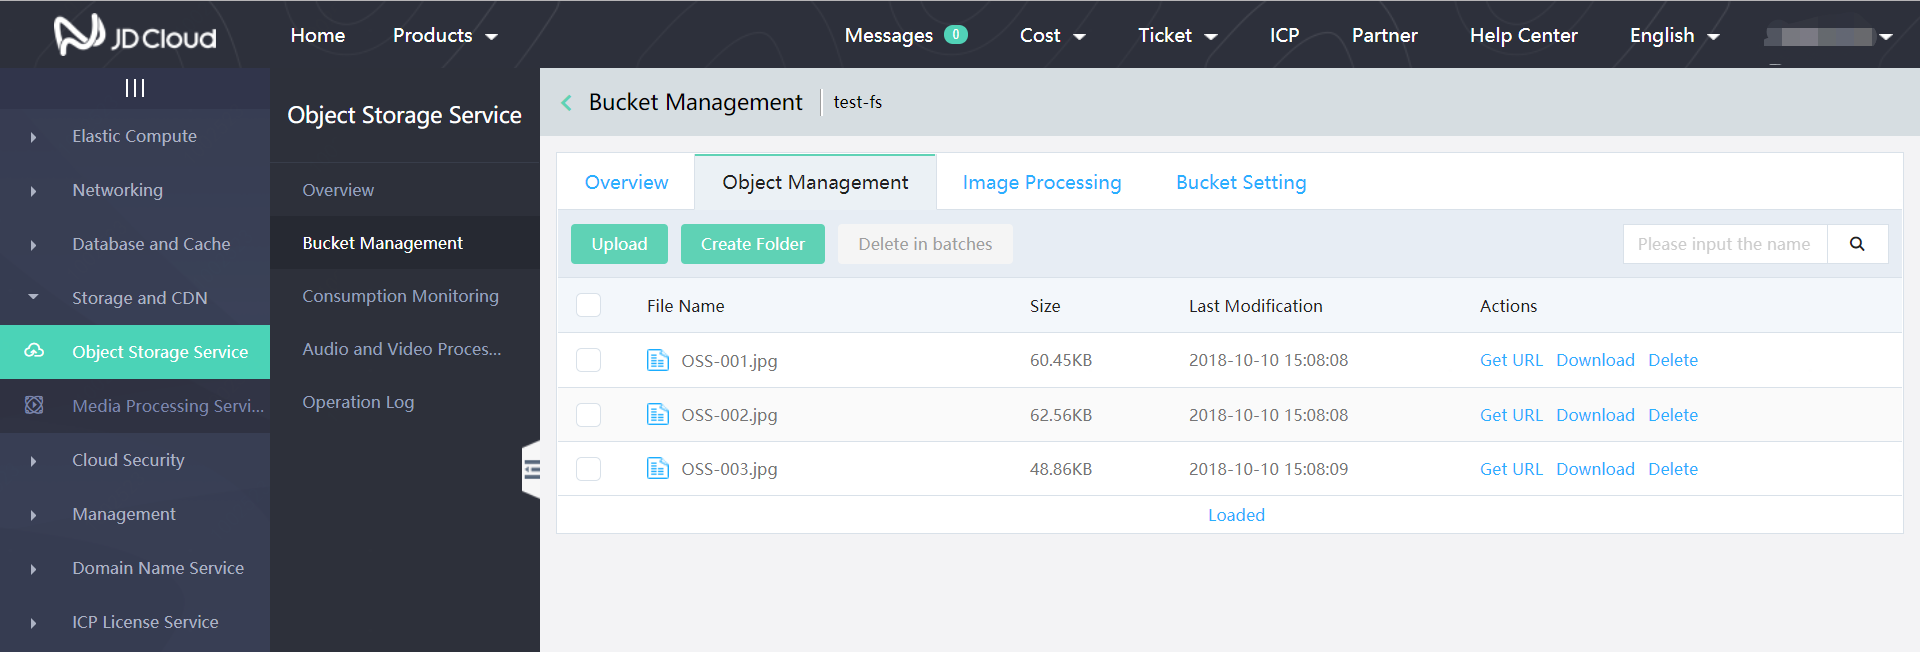 JD Cloud Home Products Messages 0 Cost Ticket ICP Partner Help Center English
Elastic Compute
Networking
Database and Cache
Storage and CDN
Object Storage Service
Media Processing Servi...
Cloud Security
Management
Domain Name Service
ICP License Service
Object Storage Service
Overview
Bucket Management
Consumption Monitoring
Audio and Video Proces...
Operation Log
Bucket Management test-fs
Overview Object Management Image Processing Bucket Setting
Upload Create Folder Delete in batches Please input the name
File Name Size Last Modification Actions
OSS-001.jpg 60.45KB 2018-10-10 15:08:08 Get URL Download Delete
OSS-002.jpg 62.56KB 2018-10-10 15:08:08 Get URL Download Delete
OSS-003.jpg 48.86KB 2018-10-10 15:08:09 Get URL Download Delete
Loaded